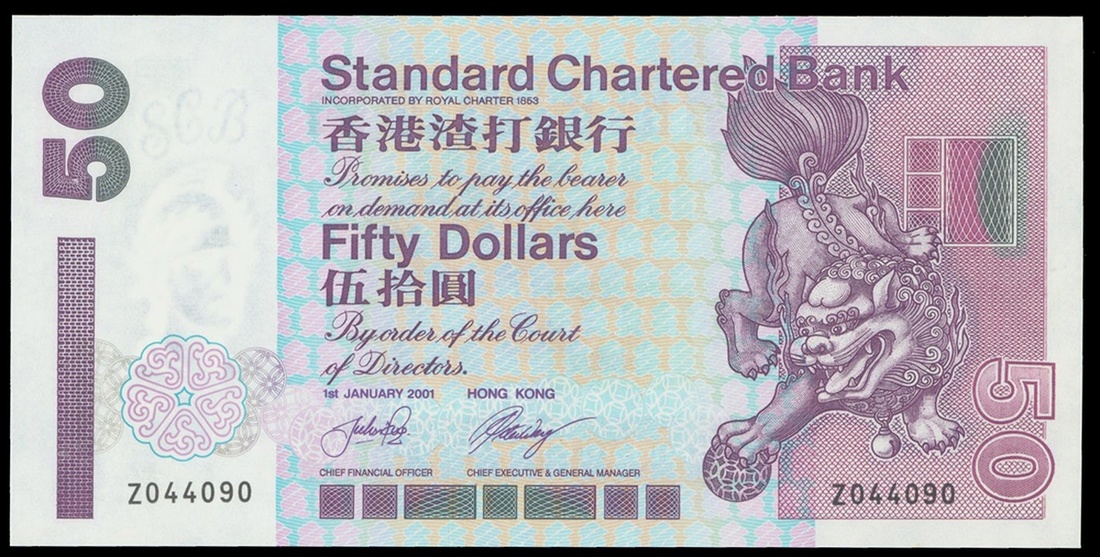 50
Standard Chartered Bank
INCORPORATED BY ROYAL CHARTER 1853
香港渣打銀行
Promises to pay the bearer
on demand at its office here
Fifty Dollars
伍拾圓
By order of the Court
of Directors.
1st JANUARY 2001 HONG KONG
CHIEF FINANCIAL OFFICER CHIEF EXECUTIVE & GENERAL MANAGER
Z044090
Z044090
50